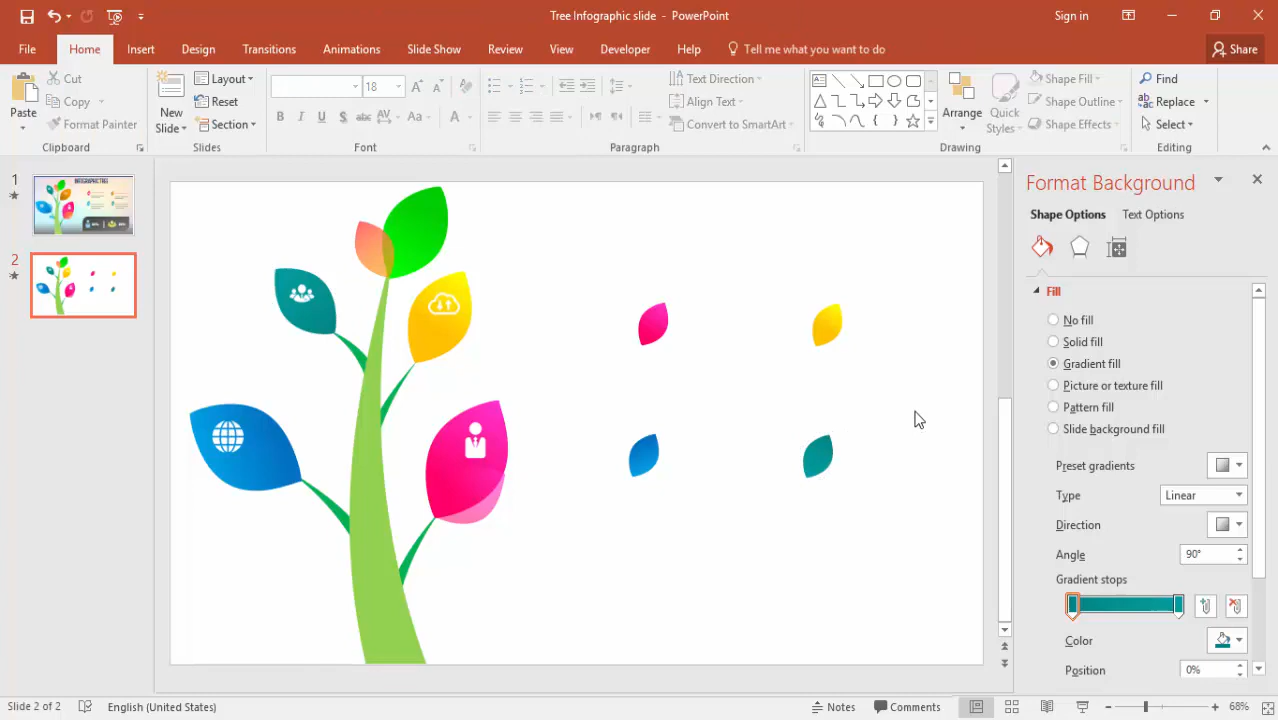 Tree Infographic slide - PowerPoint
Sign in
File
Home
Insert
Design
Transitions
Animations
Slide Show
Review
View
Developer
Help
Tell me what you want to do
Share
Paste
Cut
Copy
Format Painter
Clipboard
New Slide
Layout
Reset
Section
Slides
18
B I U S abc AV Aa A
Font
Text Direction
Align Text
Convert to SmartArt
Paragraph
Arrange
Quick Styles
Shape Fill
Shape Outline
Shape Effects
Drawing
Find
Replace
Select
Editing
1
2
Format Background
Shape Options
Text Options
Fill
No fill
Solid fill
Gradient fill
Picture or texture fill
Pattern fill
Slide background fill
Preset gradients
Type
Linear
Direction
Angle
90°
Gradient stops
Color
Position
0%
Slide 2 of 2
English (United States)
Notes
Comments
68%